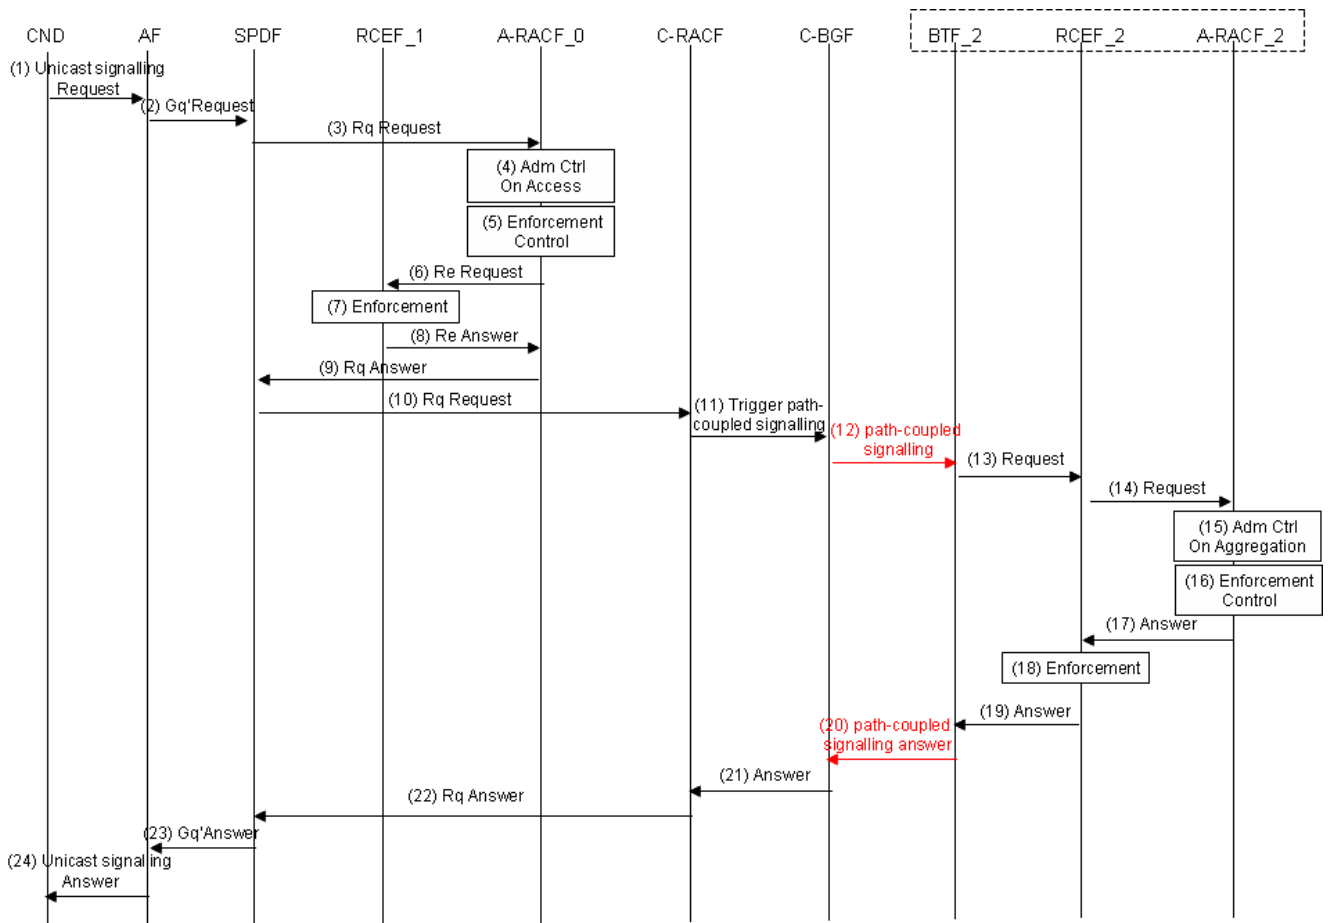 CND AF SPDF RCEF_1 A-RACF_0 C-RACF C-BGF BTF_2 RCEF_2 A-RACF_2
(1) Unicast signalling
Request
(2) Gq'Request
(3) Rq Request
(4) Adm Ctrl
On Access
(5) Enforcement
Control
(6) Re Request
(7) Enforcement
(8) Re Answer
(9) Rq Answer
(10) Rq Request
(11) Trigger path-
coupled signalling
(12) path-coupled
signalling
(13) Request
(14) Request
(15) Adm Ctrl
On Aggregation
(16) Enforcement
Control
(17) Answer
(18) Enforcement
(19) Answer
(20) path-coupled
signalling answer
(21) Answer
(22) Rq Answer
(23) Gq'Answer
(24) Unicast signalling
Answer